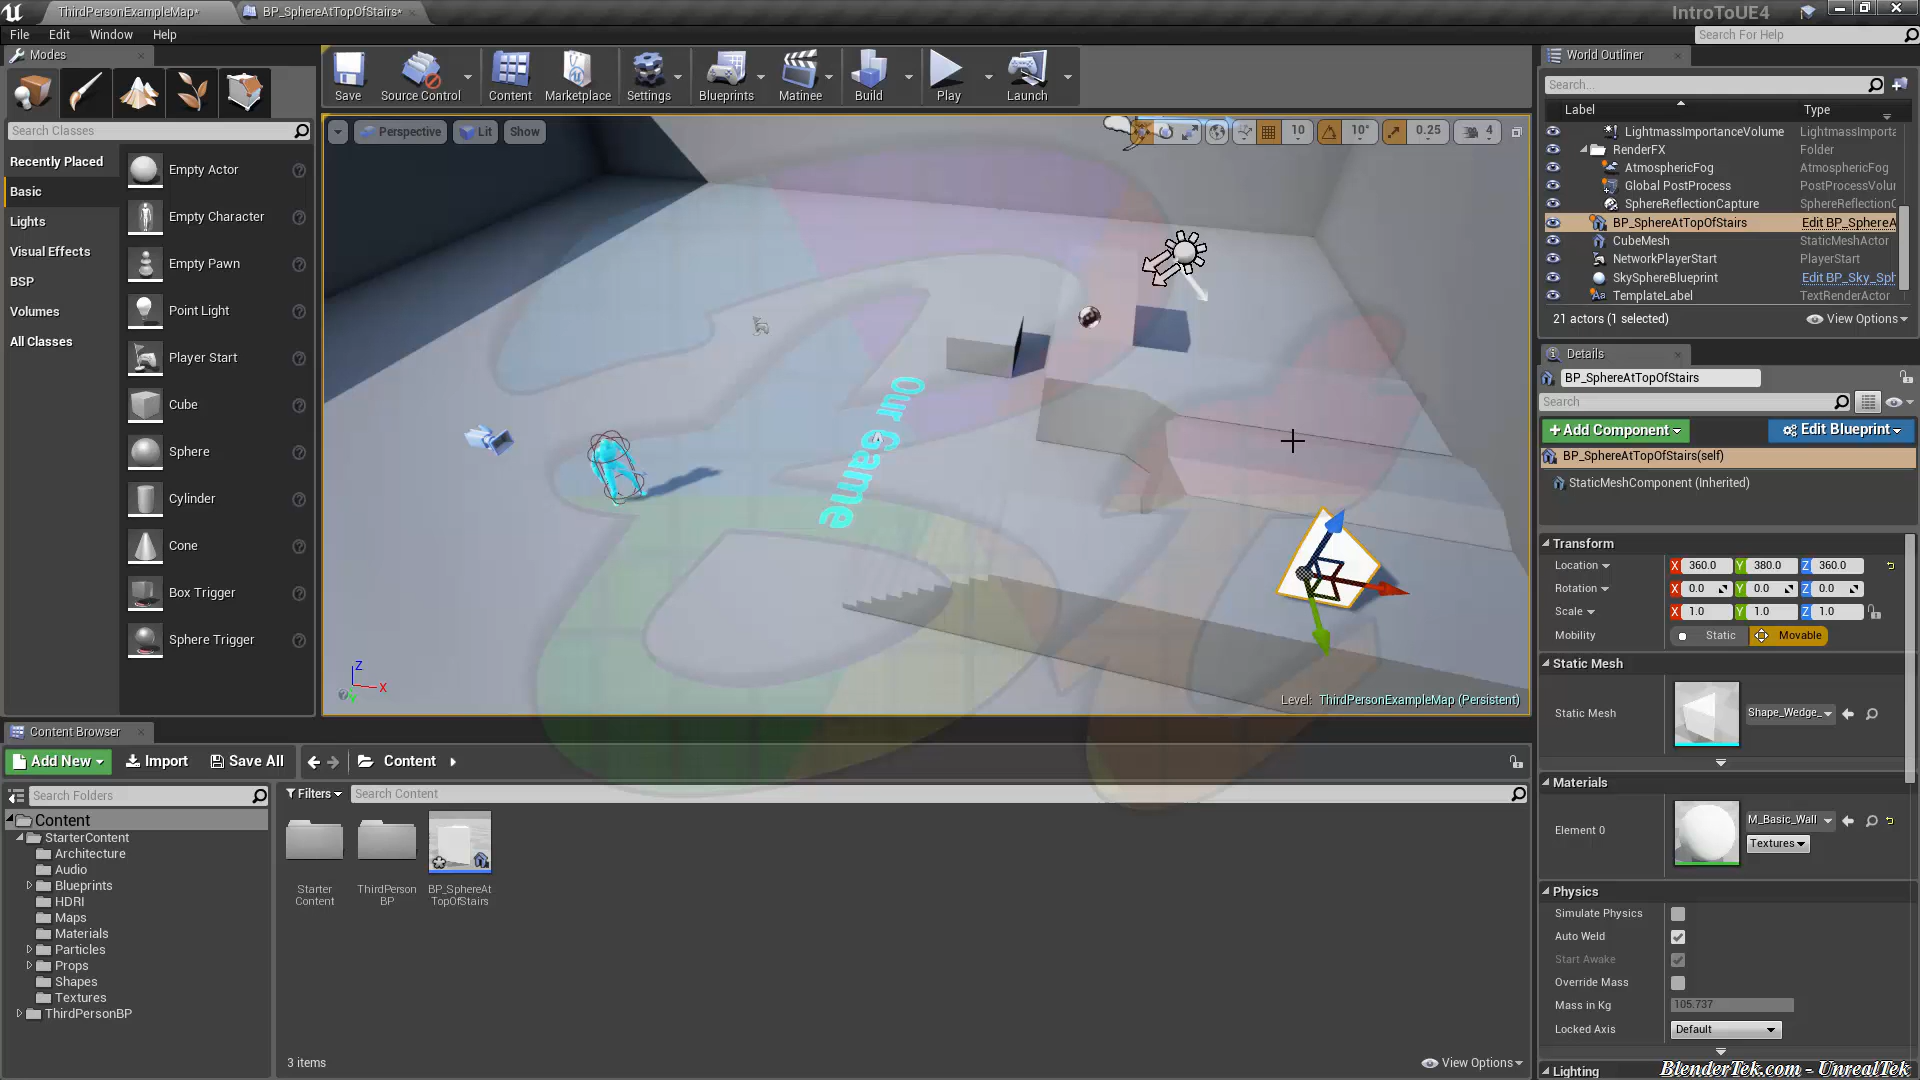 ThirdPersonExampleMap*
BP_SphereAtTopOfStairs*
IntroToUE4
File
Edit
Window
Help
Search For Help
Modes
Save
Source Control
Content
Marketplace
Settings
Blueprints
Matinee
Build
Play
Launch
World Outliner
Search...
Label
Type
Search Classes
Perspective
Lit
Show
10
10°
0.25
4
Recently Placed
Basic
Lights
Visual Effects
BSP
Volumes
All Classes
Empty Actor
Empty Character
Empty Pawn
Point Light
Player Start
Cube
Sphere
Cylinder
Cone
Box Trigger
Sphere Trigger
Our Game
Z
X
Y
Level: ThirdPersonExampleMap (Persistent)
LightmassImportanceVolume LightmassImporta
RenderFX Folder
AtmosphericFog AtmosphericFog
Global PostProcess PostProcessVolur
SphereReflectionCapture SphereReflectionC
BP_SphereAtTopOfStairs Edit BP_SphereA
CubeMesh StaticMeshActor
NetworkPlayerStart PlayerStart
SkySphereBlueprint Edit BP_Sky_Sph
TemplateLabel TextRenderActor
21 actors (1 selected)
View Options
Details
BP_SphereAtTopOfStairs
Search
+Add Component
Edit Blueprint
BP_SphereAtTopOfStairs(self)
StaticMeshComponent (Inherited)
Transform
Location X 360.0 Y 380.0 Z 360.0
Rotation X 0.0 Y 0.0 Z 0.0
Scale X 1.0 Y 1.0 Z 1.0
Mobility Static Movable
Static Mesh
Static Mesh
Shape_Wedge_
Materials
Element 0
M_Basic_Wall
Textures
Physics
Simulate Physics
Auto Weld
Start Awake
Override Mass
Mass in Kg 105.737
Locked Axis Default
Lighting
Content Browser
Add New
Import
Save All
Content
Search Folders
Filters
Search Content
Content
StarterContent
Architecture
Audio
Blueprints
HDRI
Maps
Materials
Particles
Props
Shapes
Textures
ThirdPersonBP
Starter
Content
ThirdPerson
BP
BP_SphereAt
TopOfStairs
3 items
View Options
BlenderTek.com - UnrealTek